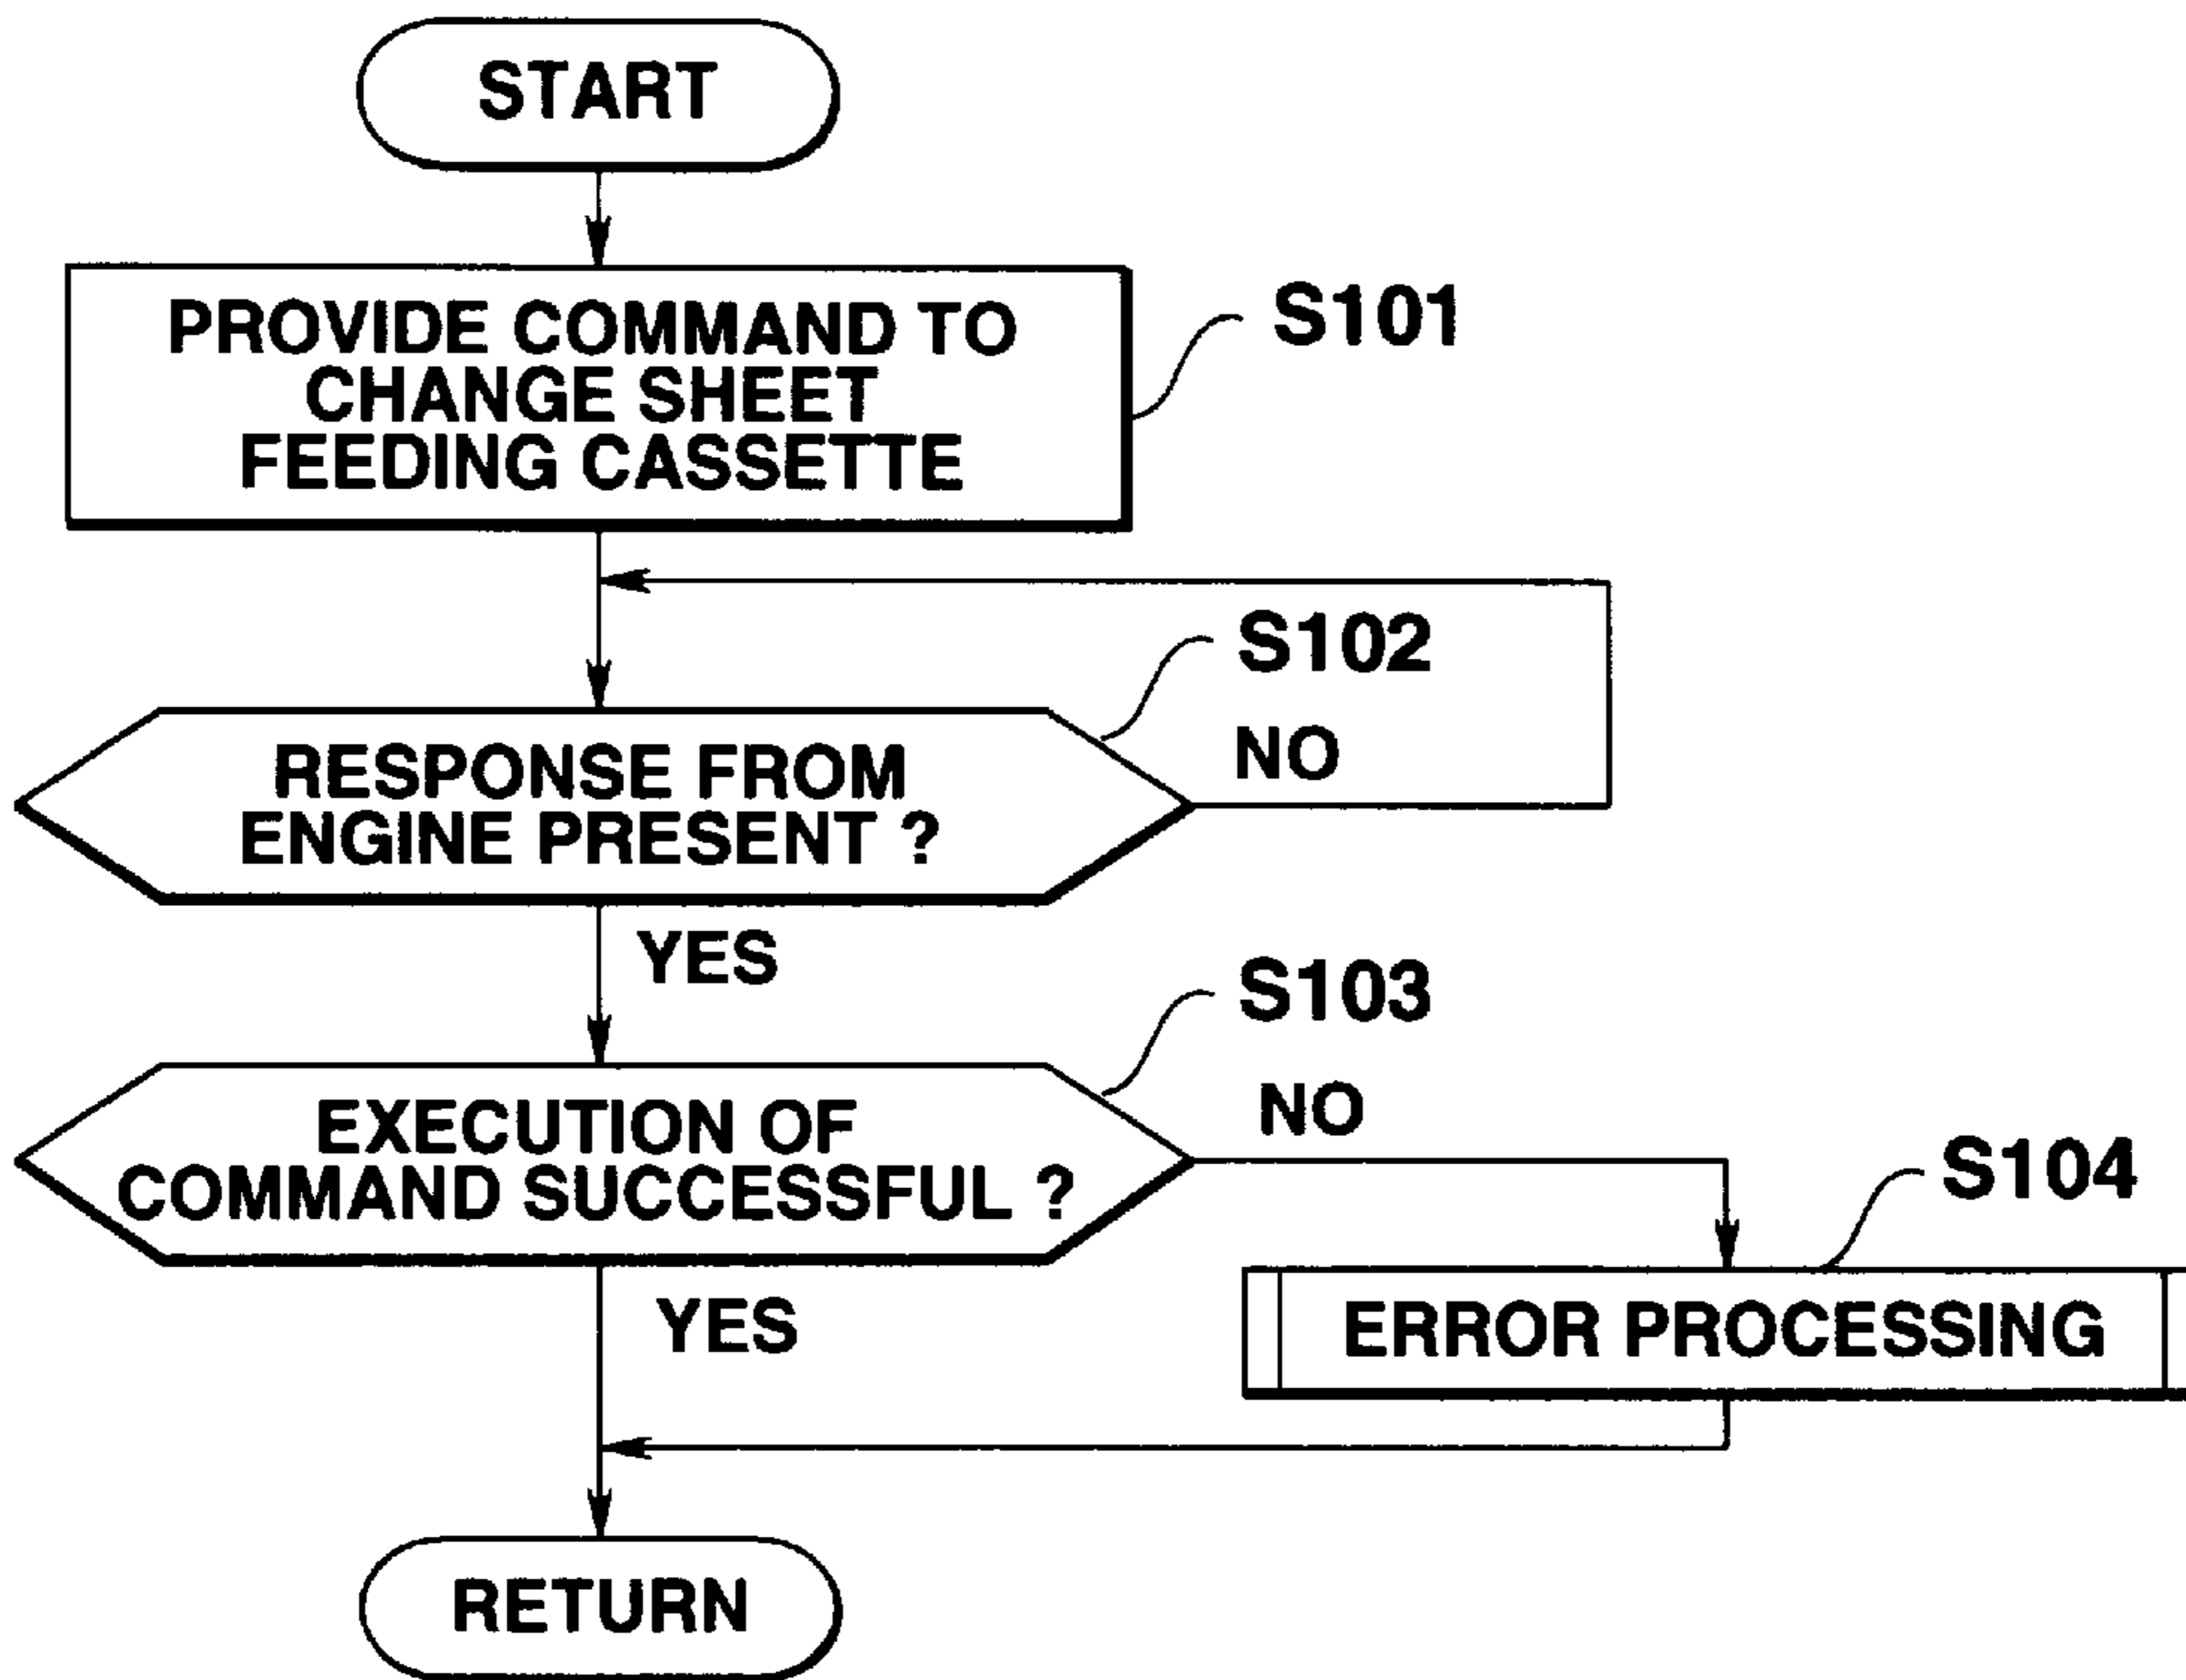 START
PROVIDE COMMAND TO
CHANGE SHEET
FEEDING CASSETTE
S101
S102
RESPONSE FROM
ENGINE PRESENT ?
NO
YES
S103
EXECUTION OF
COMMAND SUCCESSFUL ?
NO
YES
S104
ERROR PROCESSING
RETURN